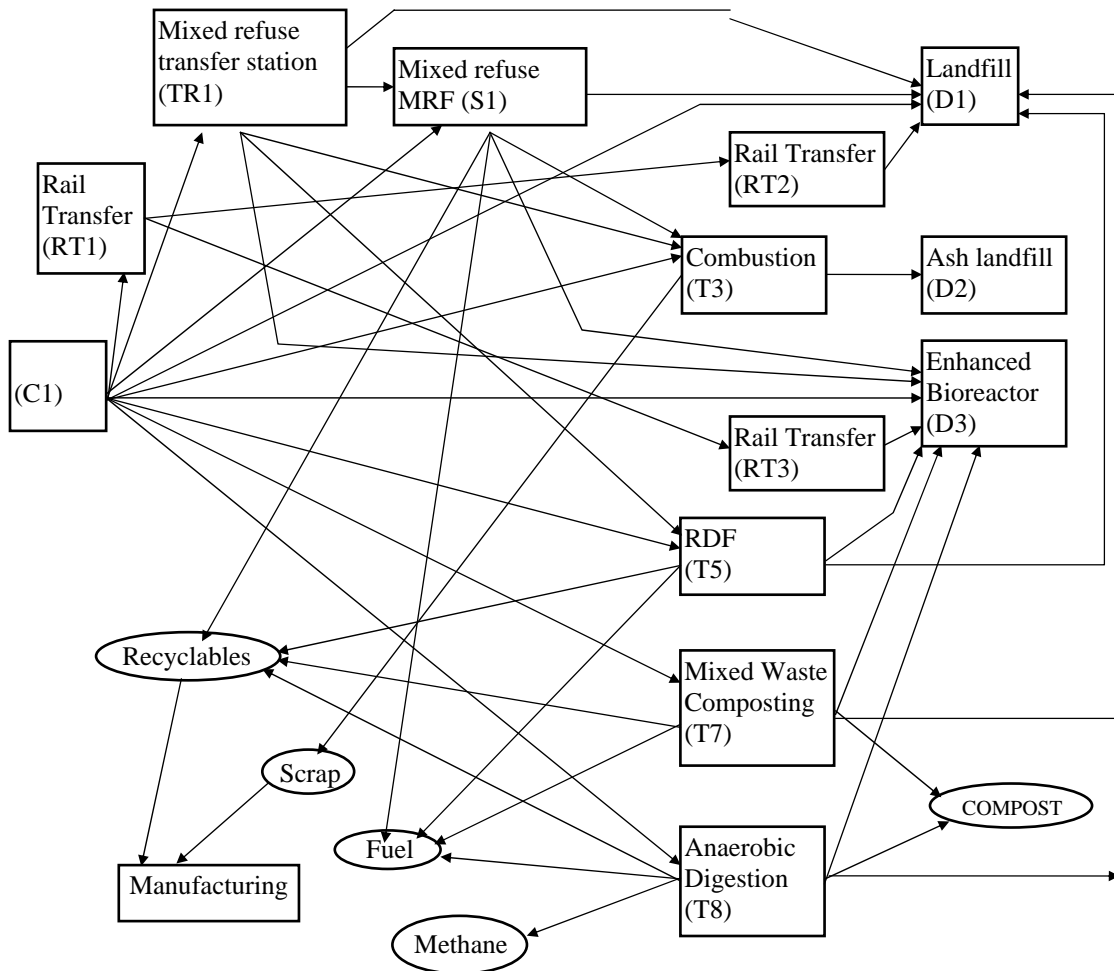 Mixed refuse
transfer station
(TR1)
Mixed refuse
MRF (S1)
Landfill
(D1)
Rail
Transfer
(RT1)
Rail Transfer
(RT2)
Combustion
(T3)
Ash landfill
(D2)
(C1)
Enhanced
Bioreactor
(D3)
Rail Transfer
(RT3)
RDF
(T5)
Recyclables
Mixed Waste
Composting
(T7)
Scrap
COMPOST
Fuel
Anaerobic
Digestion
(T8)
Manufacturing
Methane